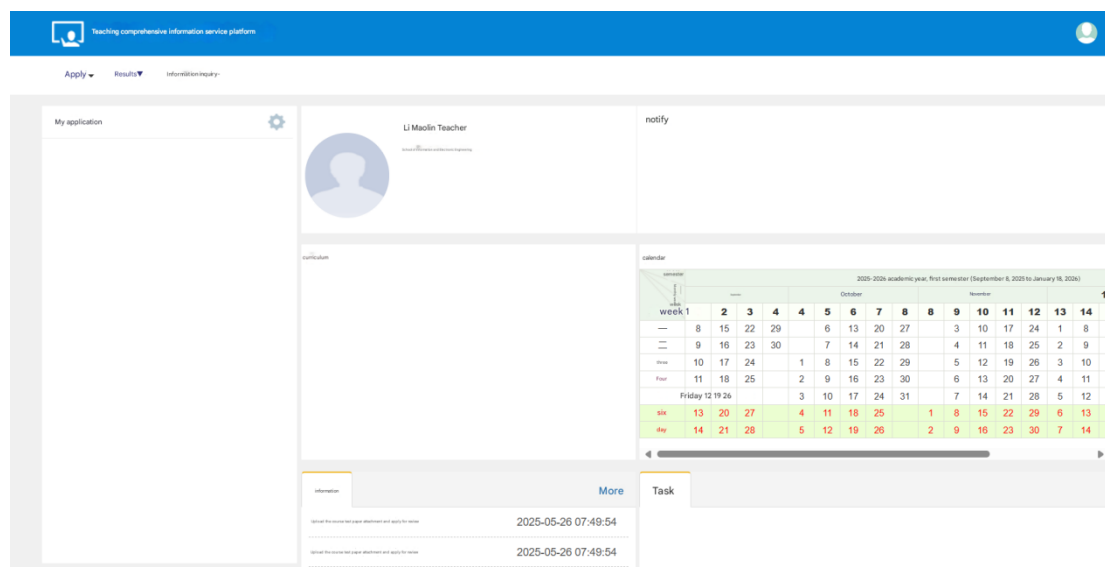 Teaching comprehensive information service platform
Apply
Results▼
Information inquiry-
My application
Li Maolin Teacher
notify
curriculum
calendar
semester
2025-2026 academic year, first semester (September 8, 2025 to January 18, 2026)
October
November
1
week 1 2 3 4 4 5 6 7 8 8 9 10 11 12 13 14
一 8 15 22 29 6 13 20 27 3 10 17 24 1 8
二 9 16 23 30 7 14 21 28 4 11 18 25 2 9
three 10 17 24 1 8 15 22 29 5 12 19 26 3 10
Four 11 18 25 2 9 16 23 30 6 13 20 27 4 11
Friday 12 19 26 3 10 17 24 31 7 14 21 28 5 12
six 13 20 27 4 11 18 25 1 8 15 22 29 6 13
day 14 21 28 5 12 19 26 2 9 16 23 30 7 14
information
More
Task
Upload the course test paper attachment and apply for review
2025-05-26 07:49:54
Upload the course test paper attachment and apply for review
2025-05-26 07:49:54